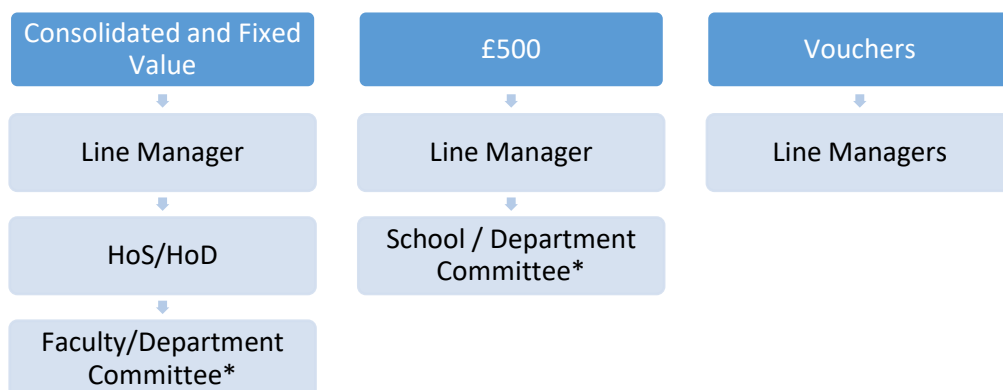 Consolidated and Fixed
Value
Line Manager
HoS/HoD
Faculty/Department
Committee*
£500
Line Manager
School / Department
Committee*
Vouchers
Line Managers